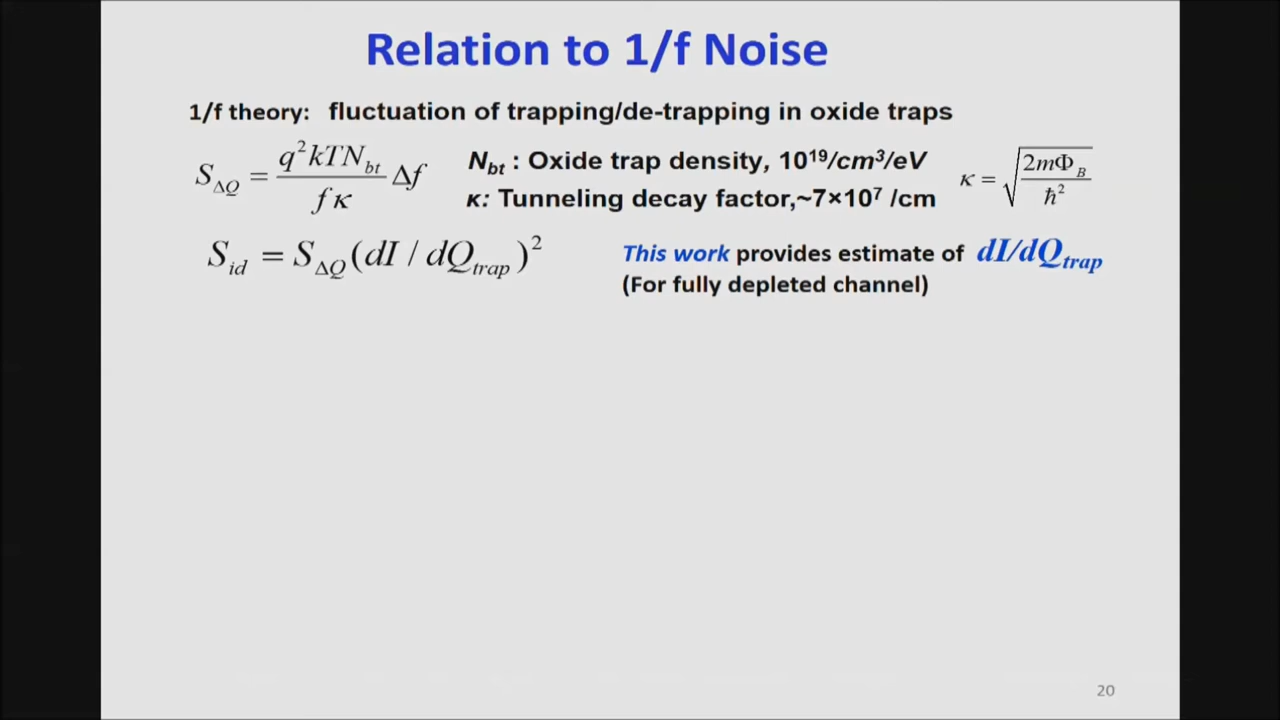 Relation to 1/f Noise
1/f theory: fluctuation of trapping/de-trapping in oxide traps
S_ΔQ = q²kTN_bt / fκ Δf
N_bt : Oxide trap density, 10¹⁹/cm³/eV
κ: Tunneling decay factor,~7×10⁷ /cm
κ = √(2mΦ_B / ħ²)
S_id = S_ΔQ (dI / dQ_trap)²
This work provides estimate of dI/dQ_trap
(For fully depleted channel)
20